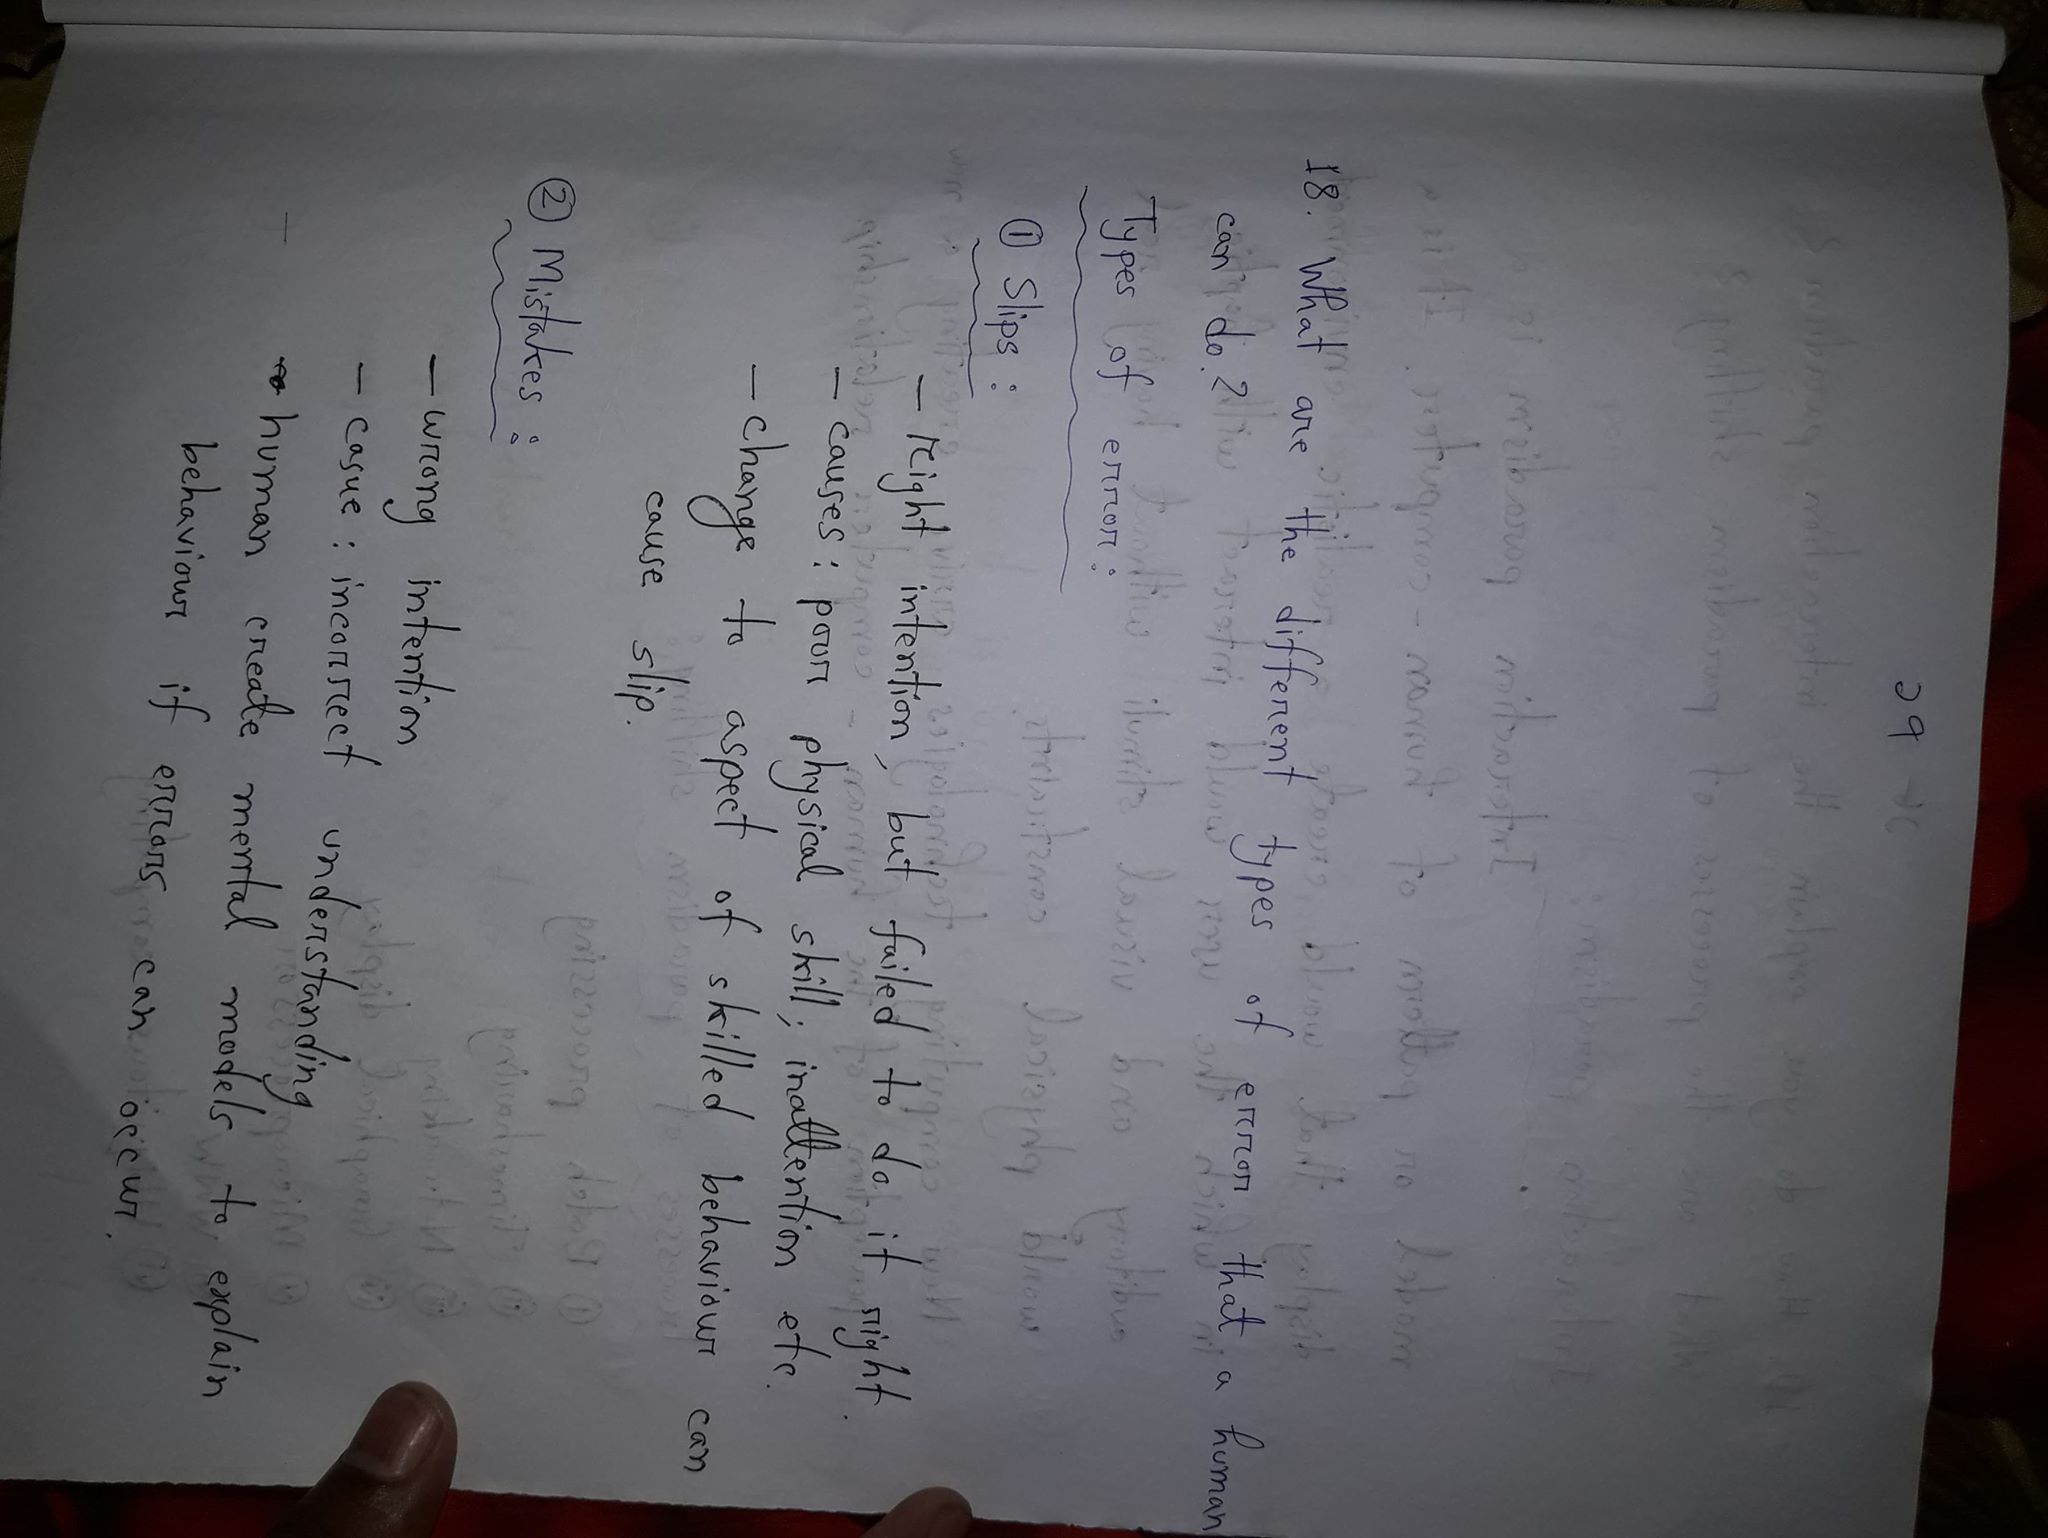 ২৭
18. What are the different types of error that a human
can do?
Types of error:
① Slips :
- Right intention, but failed to do it right.
- causes: poor physical skill; inattention etc.
- change to aspect of skilled behaviour can
cause slip.
② Mistakes :
- wrong intention
- casue: incorrect understanding
human create mental models to explain
behaviour if errors can occur.